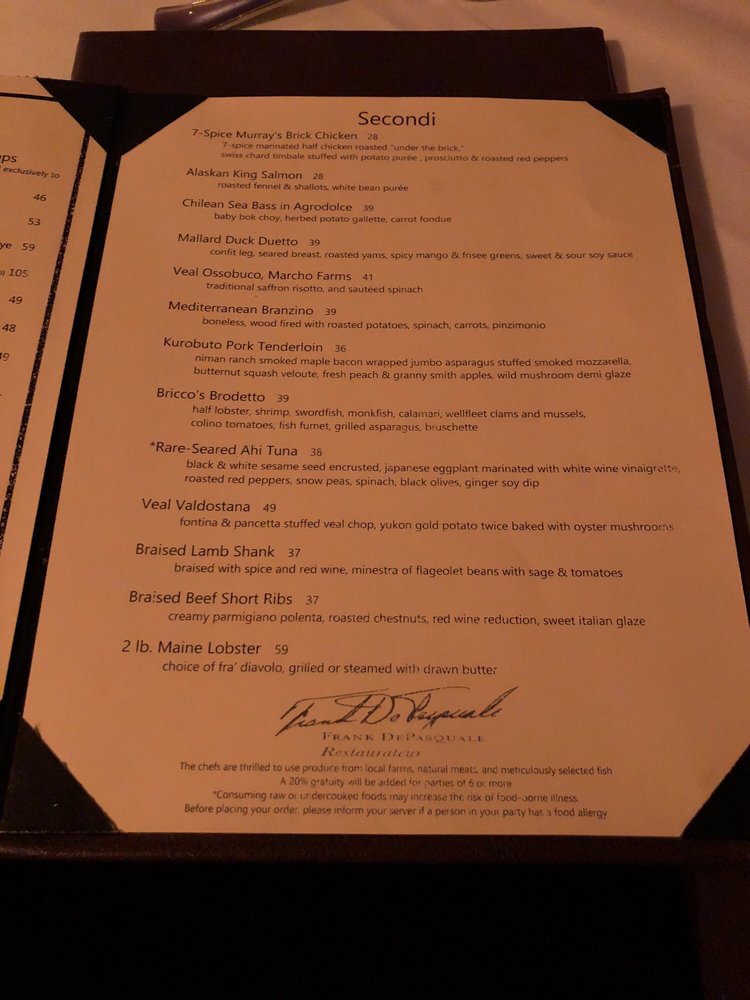 ps
exclusively to
46
53
ye 59
105
49
48
Secondi
7-Spice Murray's Brick Chicken 28
7-spice marinated half chicken roasted "under the brick,"
swiss chard timbale stuffed with potato purée , prosciutto & roasted red peppers
Alaskan King Salmon 28
roasted fennel & shallots, white bean purée
Chilean Sea Bass in Agrodolce 39
baby bok choy, herbed potato gallette, carrot fondue
Mallard Duck Duetto 39
confit leg, seared breast, roasted yams, spicy mango & frisee greens, sweet & sour soy sauce
Veal Ossobuco, Marcho Farms 41
traditional saffron risotto, and sautéed spinach
Mediterranean Branzino 39
boneless, wood fired with roasted potatoes, spinach, carrots, pinzimonio
Kurobuto Pork Tenderloin 36
niman ranch smoked maple bacon wrapped jumbo asparagus stuffed smoked mozzarella,
butternut squash veloute, fresh peach & granny smith apples, wild mushroom demi glaze
Bricco's Brodetto 39
half lobster, shrimp, swordfish, monkfish, calamari, wellfleet clams and mussels,
colino tomatoes, fish fumet, grilled asparagus, bruschette
*Rare-Seared Ahi Tuna 38
black & white sesame seed encrusted, japanese eggplant marinated with white wine vinaigrette,
roasted red peppers, snow peas, spinach, black olives, ginger soy dip
Veal Valdostana 49
fontina & pancetta stuffed veal chop, yukon gold potato twice baked with oyster mushrooms
Braised Lamb Shank 37
braised with spice and red wine, minestra of flageolet beans with sage & tomatoes
Braised Beef Short Ribs 37
creamy parmigiano polenta, roasted chestnuts, red wine reduction, sweet italian glaze
2 lb. Maine Lobster 59
choice of fra' diavolo, grilled or steamed with drawn butter
Frank DePasquale
FRANK DEPASQUALE
Restaurateur
The chefs are thrilled to use produce from local farms, natural meats, and meticulously selected fish
A 20% gratuity will be added for parties of 6 or more
*Consuming raw or undercooked foods may increase the risk of food-borne illness
Before placing your order, please inform your server if a person in your party has a food allergy